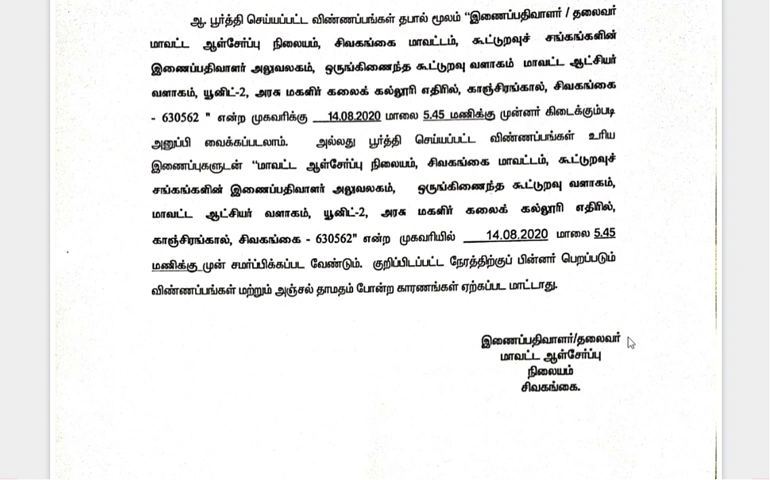 ஆ. பூர்த்தி செய்யப்பட்ட விண்ணப்பங்கள் தபால் மூலம் "இணைப்பதிவாளர் / தலைவர்
மாவட்ட ஆள்சேர்ப்பு நிலையம், சிவகங்கை மாவட்டம், கூட்டுறவுச் சங்கங்களின்
இணைப்பதிவாளர் அலுவலகம், ஒருங்கிணைந்த கூட்டுறவு வளாகம் மாவட்ட ஆட்சியர்
வளாகம், யூனிட்-2, அரசு மகளிர் கலைக் கல்லூரி எதிரில், காஞ்சிரங்கால், சிவகங்கை
- 630562 " என்ற முகவரிக்கு 14.08.2020 மாலை 5.45 மணிக்கு முன்னர் கிடைக்கும்படி
அனுப்பி வைக்கப்படலாம். அல்லது பூர்த்தி செய்யப்பட்ட விண்ணப்பங்கள் உரிய
இணைப்புகளுடன் "மாவட்ட ஆள்சேர்ப்பு நிலையம், சிவகங்கை மாவட்டம், கூட்டுறவுச்
சங்கங்களின் இணைப்பதிவாளர் அலுவலகம், ஒருங்கிணைந்த கூட்டுறவு வளாகம்,
மாவட்ட ஆட்சியர் வளாகம், யூனிட்-2, அரசு மகளிர் கலைக் கல்லூரி எதிரில்,
காஞ்சிரங்கால், சிவகங்கை - 630562" என்ற முகவரியில் 14.08.2020 மாலை 5.45
மணிக்கு முன் சமர்ப்பிக்கப்பட வேண்டும். குறிப்பிடப்பட்ட நேரத்திற்குப் பின்னர் பெறப்படும்
விண்ணப்பங்கள் மற்றும் அஞ்சல் தாமதம் போன்ற காரணங்கள் ஏற்கப்பட மாட்டாது.
இணைப்பதிவாளர்/தலைவர்
மாவட்ட ஆள்சேர்ப்பு
நிலையம்
சிவகங்கை.